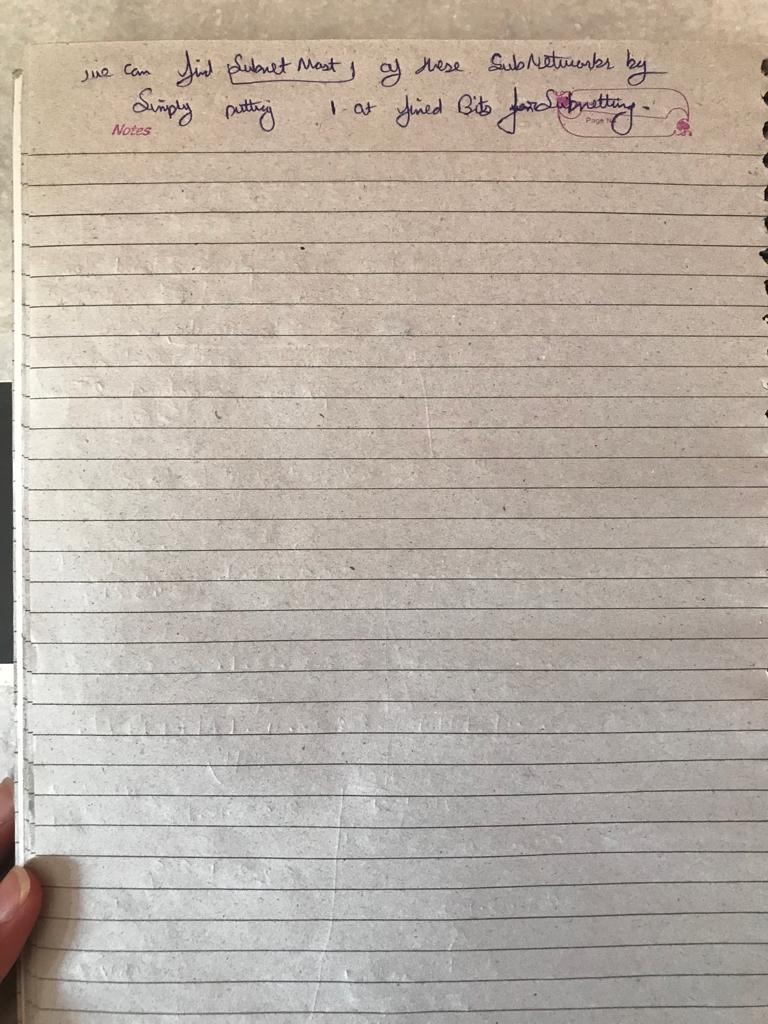 we can find Subnet Mask, of these SubNetworks by
Simply putting 1 at fixed Bits for Subnetting.
Notes
Page No